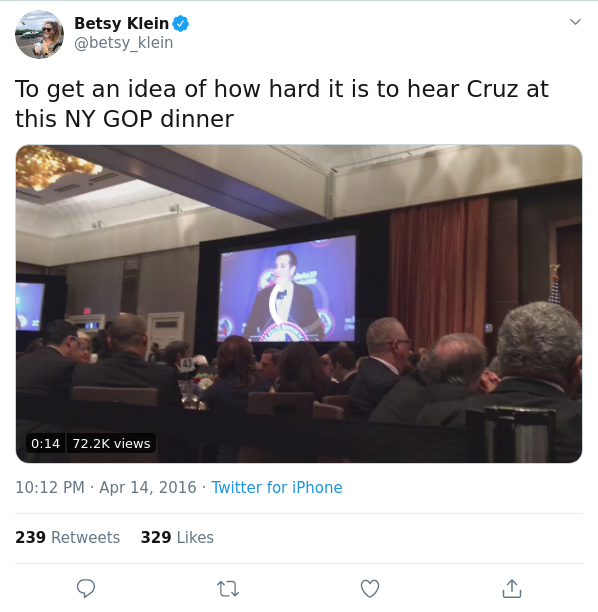 Betsy Klein
@betsy_klein
To get an idea of how hard it is to hear Cruz at
this NY GOP dinner
43
0:14 72.2K views
10:12 PM · Apr 14, 2016 · Twitter for iPhone
239 Retweets 329 Likes